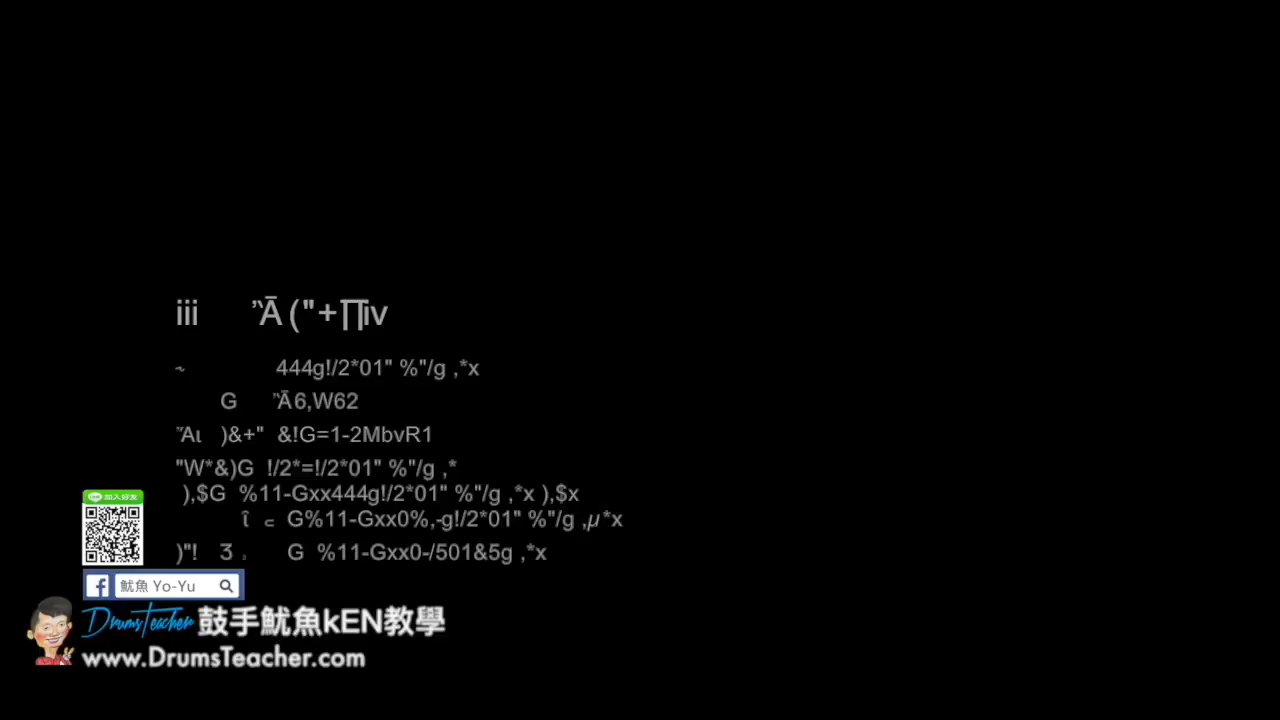 iii ῍Ā ("+∏iv
~ 444g!/2*01" %"/g ,*x
G ῍Ā6,W62
῎Aι )&+" &!G=1-2MbvR1
"W*&)G !/2*=!/2*01" %"/g ,*
),$G %11-Gxx444g!/2*01" %"/g ,*x ),$x
ῖ ⊂ G%11-Gxx0%,-g!/2*01" %"/g ,µ*x
)"! 3 ، G %11-Gxx0-/501&5g ,*x
LINE 加入好友
f 魷魚 Yo-Yu
DrumsTeacher 鼓手魷魚kEN教學
www.DrumsTeacher.com